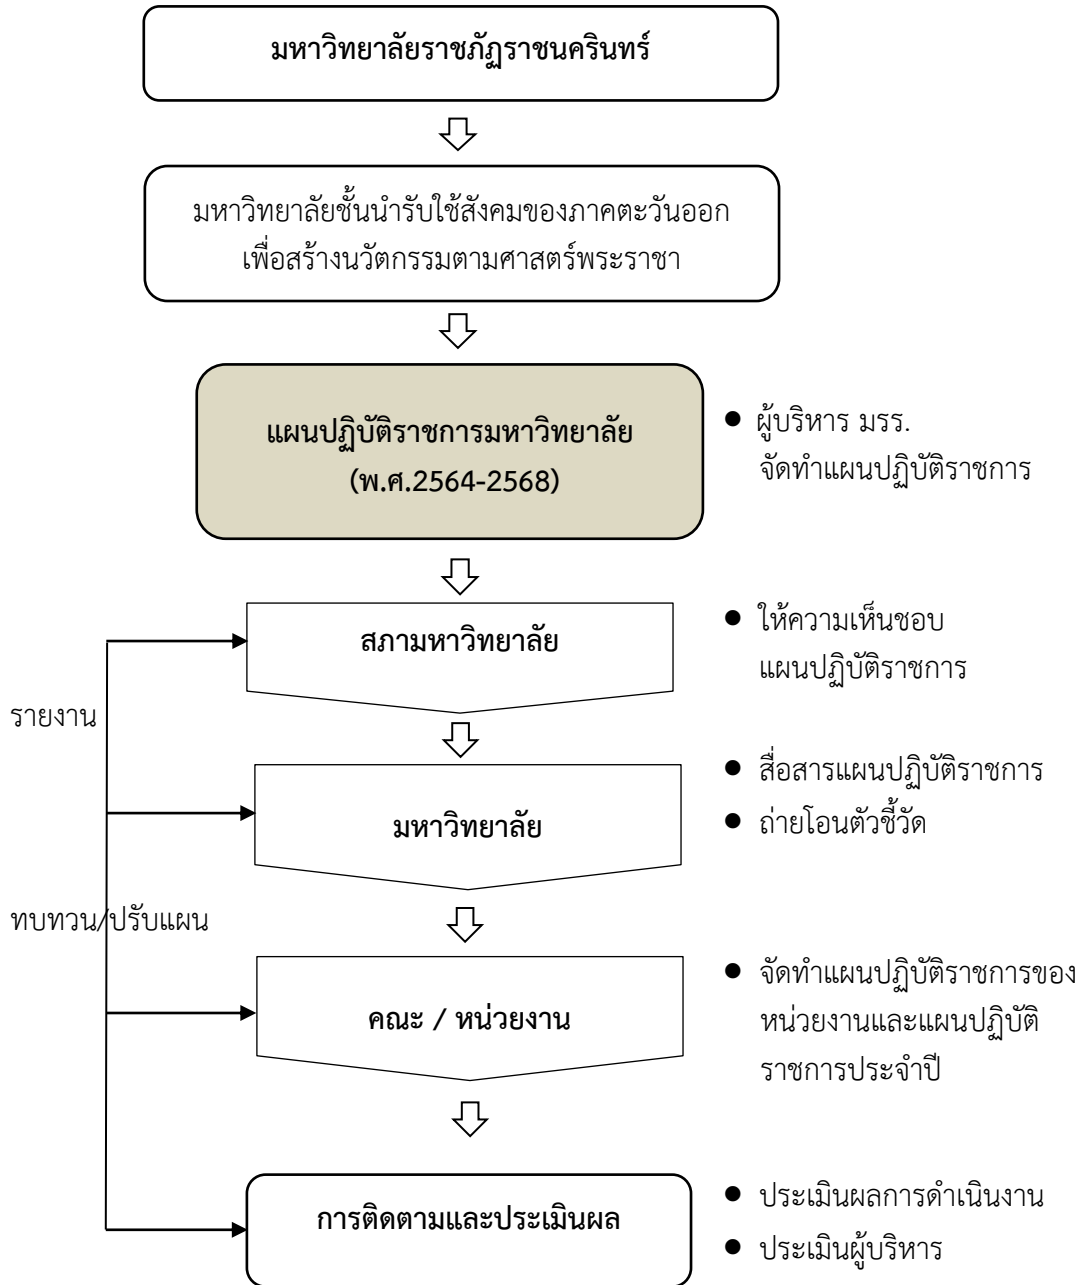 มหาวิทยาลัยราชภัฏราชนครินทร์
มหาวิทยาลัยชั้นนำรับใช้สังคมของภาคตะวันออก
เพื่อสร้างนวัตกรรมตามศาสตร์พระราชา
แผนปฏิบัติราชการมหาวิทยาลัย
(พ.ศ.2564-2568)
● ผู้บริหาร มรร.
จัดทำแผนปฏิบัติราชการ
สภามหาวิทยาลัย
● ให้ความเห็นชอบ
แผนปฏิบัติราชการ
รายงาน
มหาวิทยาลัย
● สื่อสารแผนปฏิบัติราชการ
● ถ่ายโอนตัวชี้วัด
ทบทวน/ปรับแผน
คณะ / หน่วยงาน
● จัดทำแผนปฏิบัติราชการของ
หน่วยงานและแผนปฏิบัติ
ราชการประจำปี
การติดตามและประเมินผล
● ประเมินผลการดำเนินงาน
● ประเมินผู้บริหาร